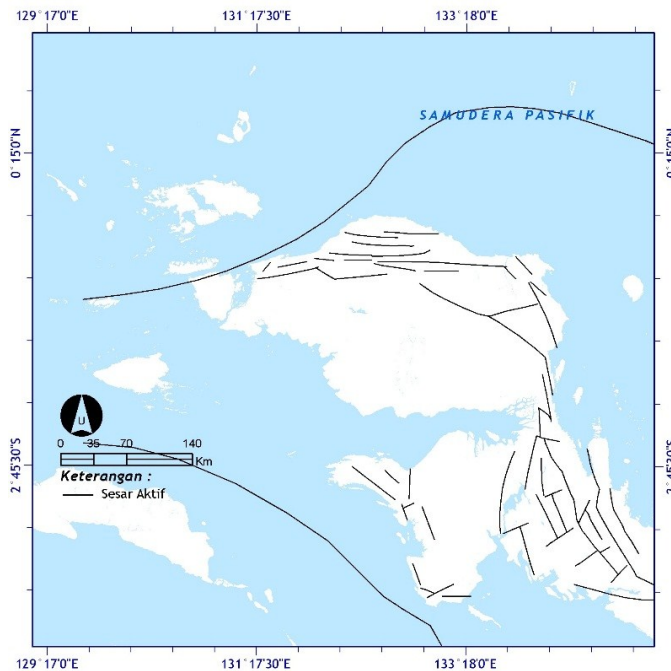 129°17'0"E 131°17'30"E 133°18'0"E
SAMUDERA PASIFIK
0°15'0"N 0°15'0"N
U
0 35 70 140
Km
2°45'30"S 2°45'30"S
Keterangan :
Sesar Aktif
129°17'0"E 131°17'30"E 133°18'0"E